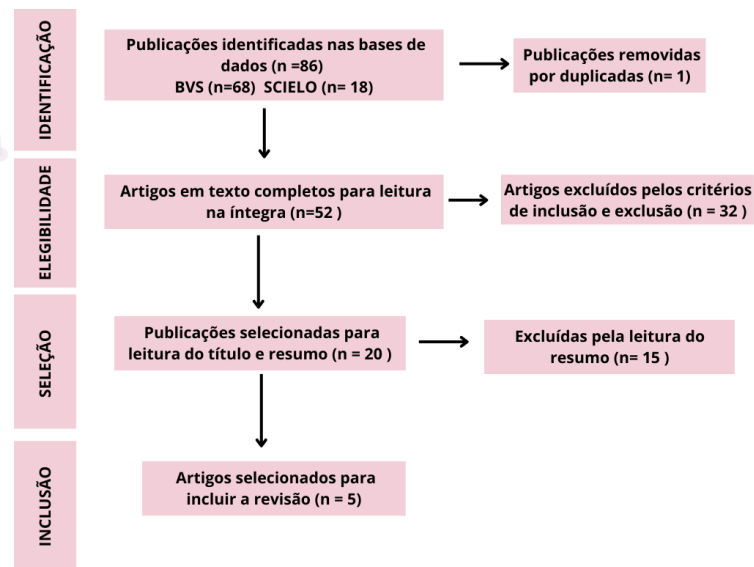 IDENTIFICAÇÃO
Publicações identificadas nas bases de
dados (n =86)
BVS (n=68) SCIELO (n= 18)
Publicações removidas
por duplicadas (n= 1)
ELEGIBILIDADE
Artigos em texto completos para leitura
na íntegra (n=52 )
Artigos excluídos pelos critérios
de inclusão e exclusão (n = 32 )
SELEÇÃO
Publicações selecionadas para
leitura do título e resumo (n = 20 )
Excluídas pela leitura do
resumo (n= 15 )
INCLUSÃO
Artigos selecionados para
incluir a revisão (n = 5)